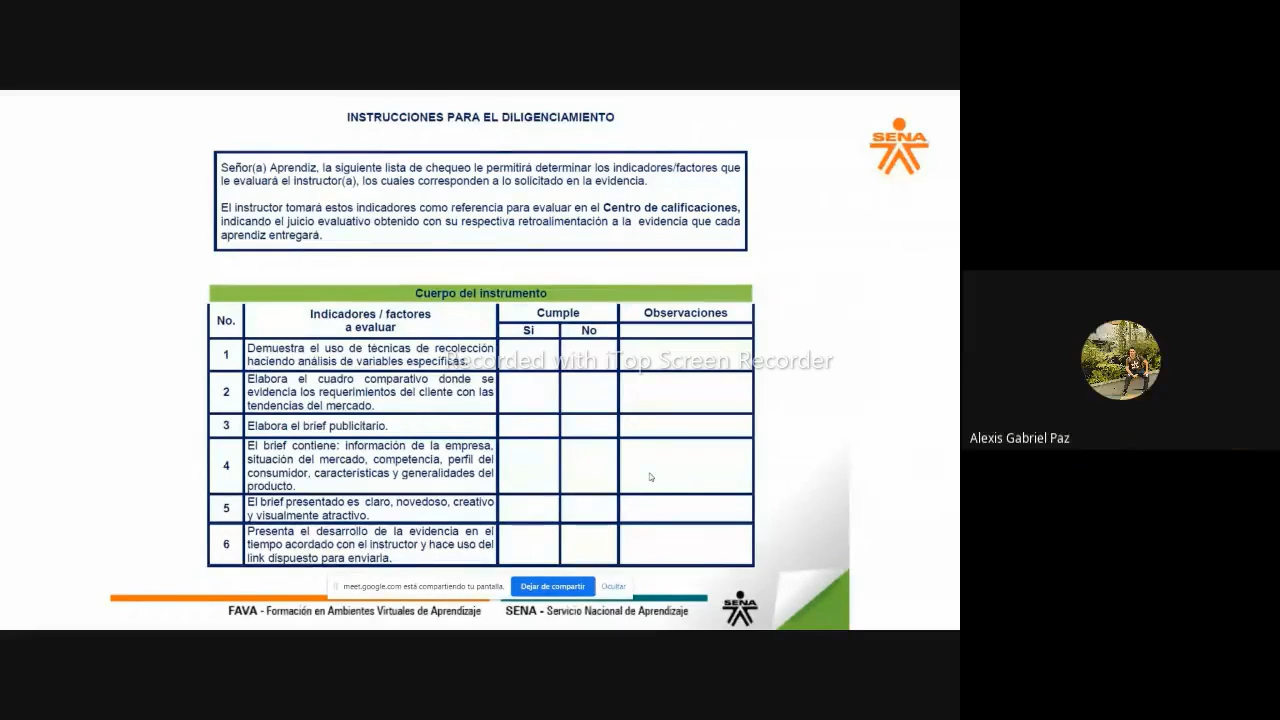 INSTRUCCIONES PARA EL DILIGENCIAMIENTO
SENA
Señor(a) Aprendiz, la siguiente lista de chequeo le permitirá determinar los indicadores/factores que
le evaluará el instructor(a), los cuales corresponden a lo solicitado en la evidencia.
El instructor tomará estos indicadores como referencia para evaluar en el Centro de calificaciones,
indicando el juicio evaluativo obtenido con su respectiva retroalimentación a la evidencia que cada
aprendiz entregará.
Cuerpo del instrumento
No.
Indicadores / factores
a evaluar
Cumple
Observaciones
Si
No
1
Demuestra el uso de técnicas de recolección
haciendo análisis de variables especificas.
Recorded with iTop Screen Recorder
2
Elabora el cuadro comparativo donde se
evidencia los requerimientos del cliente con las
tendencias del mercado.
3
Elabora el brief publicitario.
4
El brief contiene: información de la empresa,
situación del mercado, competencia, perfil del
consumidor, características y generalidades del
producto.
5
El brief presentado es claro, novedoso, creativo
y visualmente atractivo.
6
Presenta el desarrollo de la evidencia en el
tiempo acordado con el instructor y hace uso del
link dispuesto para enviarla.
meet.google.com está compartiendo tu pantalla.
Dejar de compartir
Ocultar
FAVA - Formación en Ambientes Virtuales de Aprendizaje
SENA - Servicio Nacional de Aprendizaje
SENA
Alexis Gabriel Paz